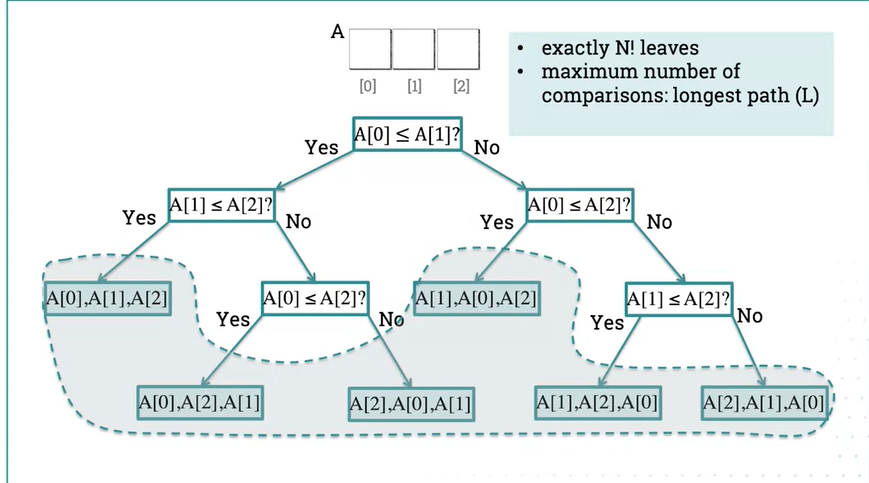 A
[0] [1] [2]
• exactly N! leaves
• maximum number of
comparisons: longest path (L)
A[0] ≤ A[1]?
Yes
No
A[1] ≤ A[2]?
A[0] ≤A[2]?
Yes
No
Yes
No
A[0],A[1],A[2]
A[0] ≤A[2]?
A[1],A[0],A[2]
A[1] ≤A[2]?
Yes
No
Yes
No
A[0],A[2],A[1]
A[2],A[0],A[1]
A[1],A[2],A[0]
A[2],A[1],A[0]